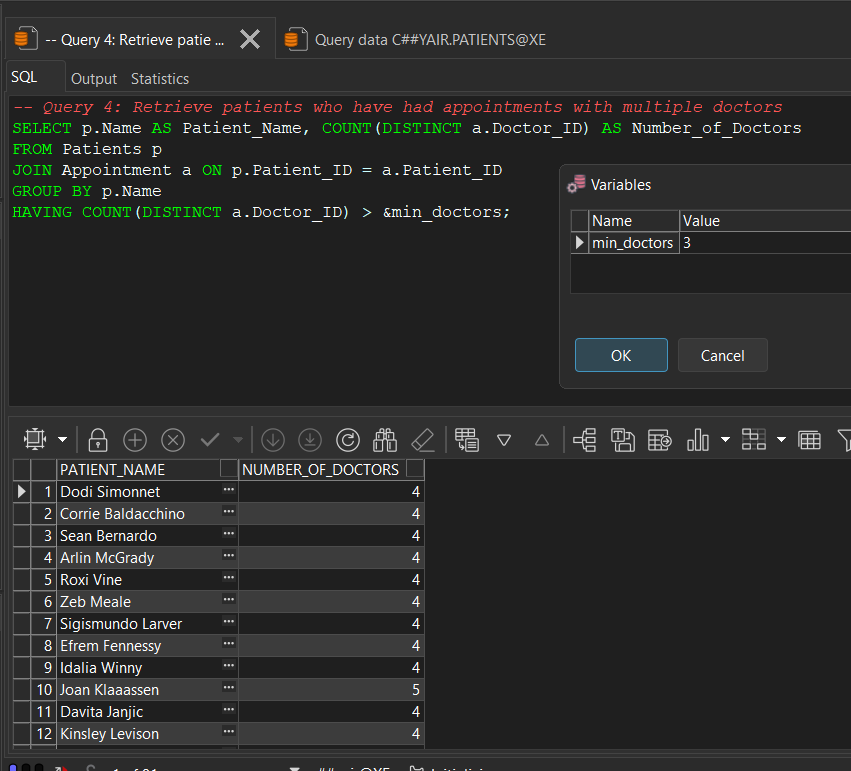 -- Query 4: Retrieve patie ...
Query data C##YAIR.PATIENTS@XE
SQL Output Statistics
-- Query 4: Retrieve patients who have had appointments with multiple doctors
SELECT p.Name AS Patient_Name, COUNT(DISTINCT a.Doctor_ID) AS Number_of_Doctors
FROM Patients p
JOIN Appointment a ON p.Patient_ID = a.Patient_ID
GROUP BY p.Name
HAVING COUNT(DISTINCT a.Doctor_ID) > &min_doctors;
Variables
Name Value
min_doctors 3
OK Cancel
PATIENT_NAME NUMBER_OF_DOCTORS
1 Dodi Simonnet ... 4
2 Corrie Baldacchino ... 4
3 Sean Bernardo ... 4
4 Arlin McGrady ... 4
5 Roxi Vine ... 4
6 Zeb Meale ... 4
7 Sigismundo Larver ... 4
8 Efrem Fennessy ... 4
9 Idalia Winny ... 4
10 Joan Klaaassen ... 5
11 Davita Janjic ... 4
12 Kinsley Levison ... 4